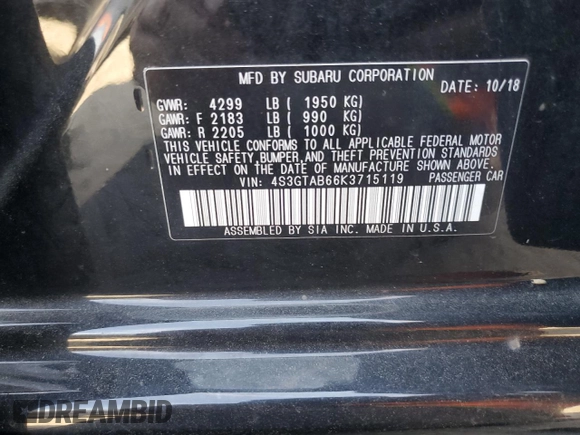 MFD BY SUBARU CORPORATION
DATE: 10/18
GVWR: 4299 LB ( 1950 KG)
GAWR: F 2183 LB ( 990 KG)
GAWR: R 2205 LB ( 1000 KG)
THIS VEHICLE CONFORMS TO ALL APPLICABLE FEDERAL MOTOR
VEHICLE SAFETY, BUMPER, AND THEFT PREVENTION STANDARDS
IN EFFECT ON THE DATE OF MANUFACTURE SHOWN ABOVE.
VIN: 4S3GTAB66K3715119 PASSENGER CAR
ASSEMBLED BY SIA INC. MADE IN U.S.A.
DREAMBID